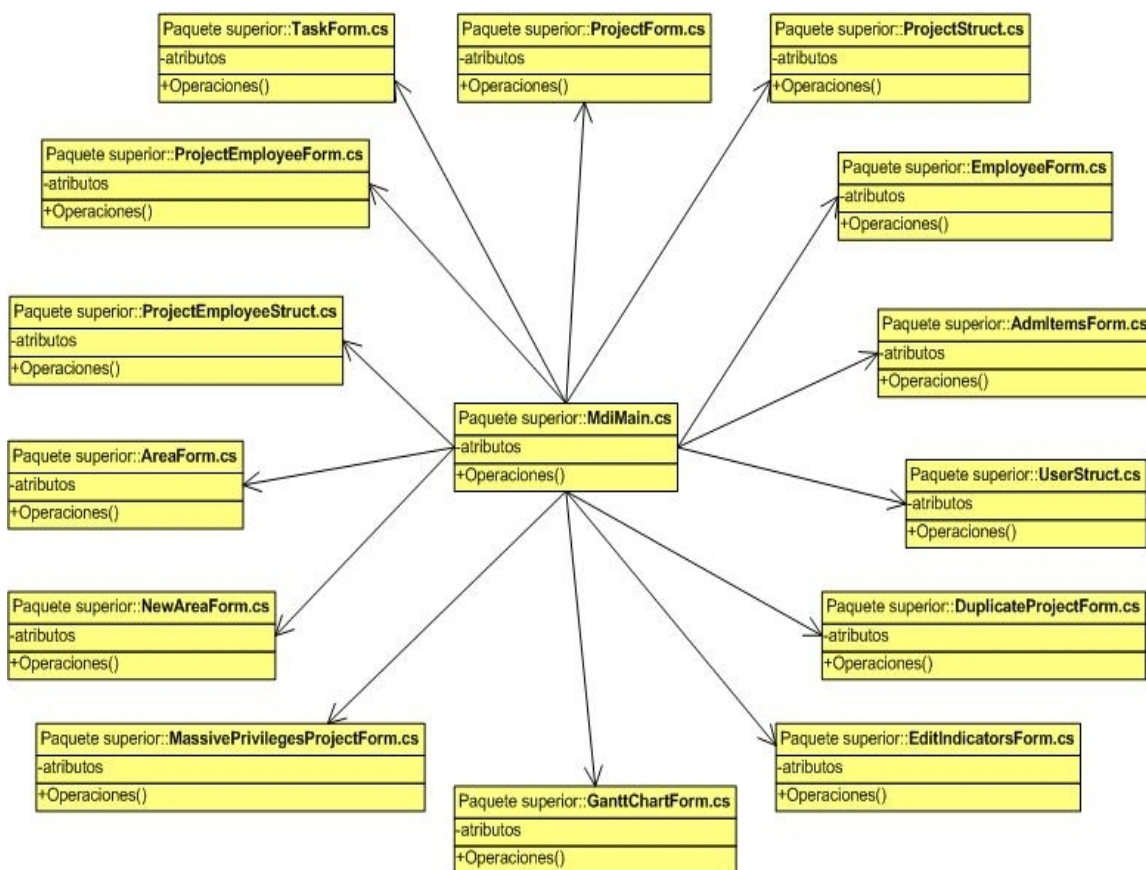 Paquete superior::TaskForm.cs
-atributos
+Operaciones()
Paquete superior::ProjectForm.cs
-atributos
+Operaciones()
Paquete superior::ProjectStruct.cs
-atributos
+Operaciones()
Paquete superior::ProjectEmployeeForm.cs
-atributos
+Operaciones()
Paquete superior::EmployeeForm.cs
-atributos
+Operaciones()
Paquete superior::ProjectEmployeeStruct.cs
-atributos
+Operaciones()
Paquete superior::AdmItemsForm.cs
-atributos
+Operaciones()
Paquete superior::MdiMain.cs
-atributos
+Operaciones()
Paquete superior::AreaForm.cs
-atributos
+Operaciones()
Paquete superior::UserStruct.cs
-atributos
+Operaciones()
Paquete superior::NewAreaForm.cs
-atributos
+Operaciones()
Paquete superior::DuplicateProjectForm.cs
-atributos
+Operaciones()
Paquete superior::MassivePrivilegesProjectForm.cs
-atributos
+Operaciones()
Paquete superior::EditIndicatorsForm.cs
-atributos
+Operaciones()
Paquete superior::GanttChartForm.cs
-atributos
+Operaciones()